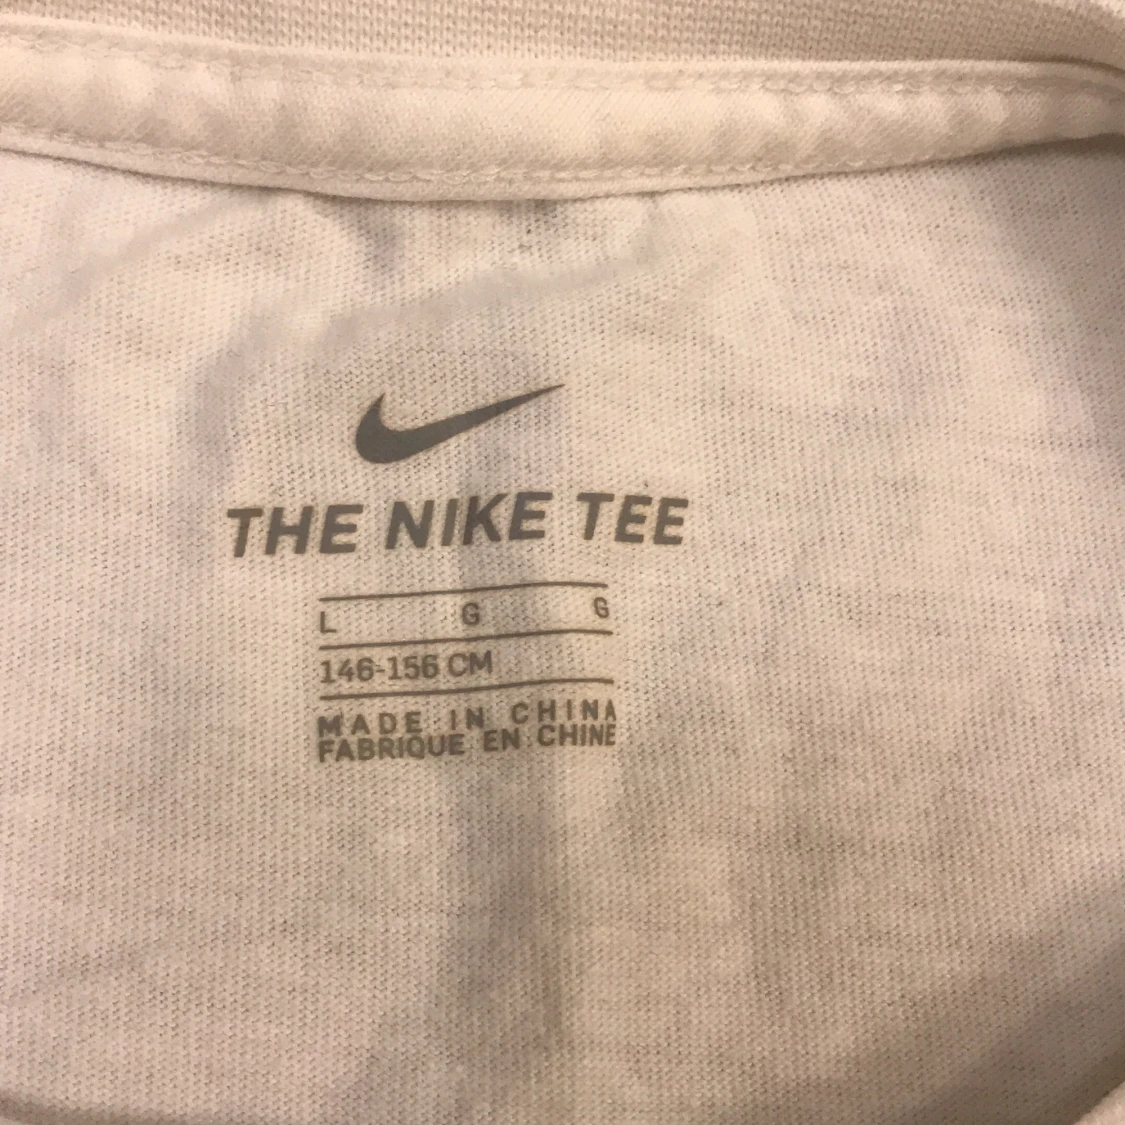 THE NIKE TEE
L G G
146-156 CM
MADE IN CHINA
FABRIQUE EN CHINE